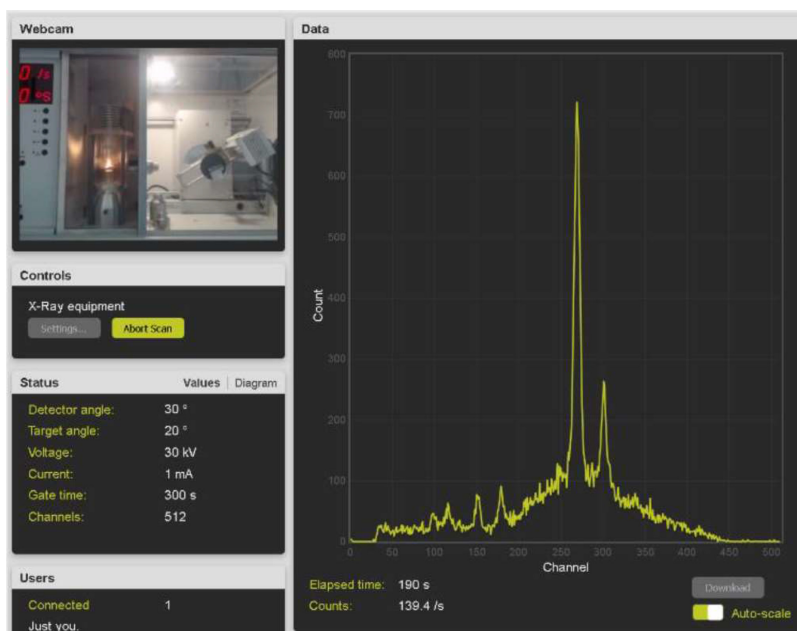 Webcam
0 /s
0 °S
Controls
X-Ray equipment
Settings...
Abort Scan
Status
Values | Diagram
Detector angle: 30 °
Target angle: 20 °
Voltage: 30 kV
Current: 1 mA
Gate time: 300 s
Channels: 512
Users
Connected 1
Just you.
Data
800
700
600
500
400
300
200
100
0
Count
0 50 100 150 200 250 300 350 400 450 500
Channel
Elapsed time: 190 s
Counts: 139.4 /s
Download
Auto-scale